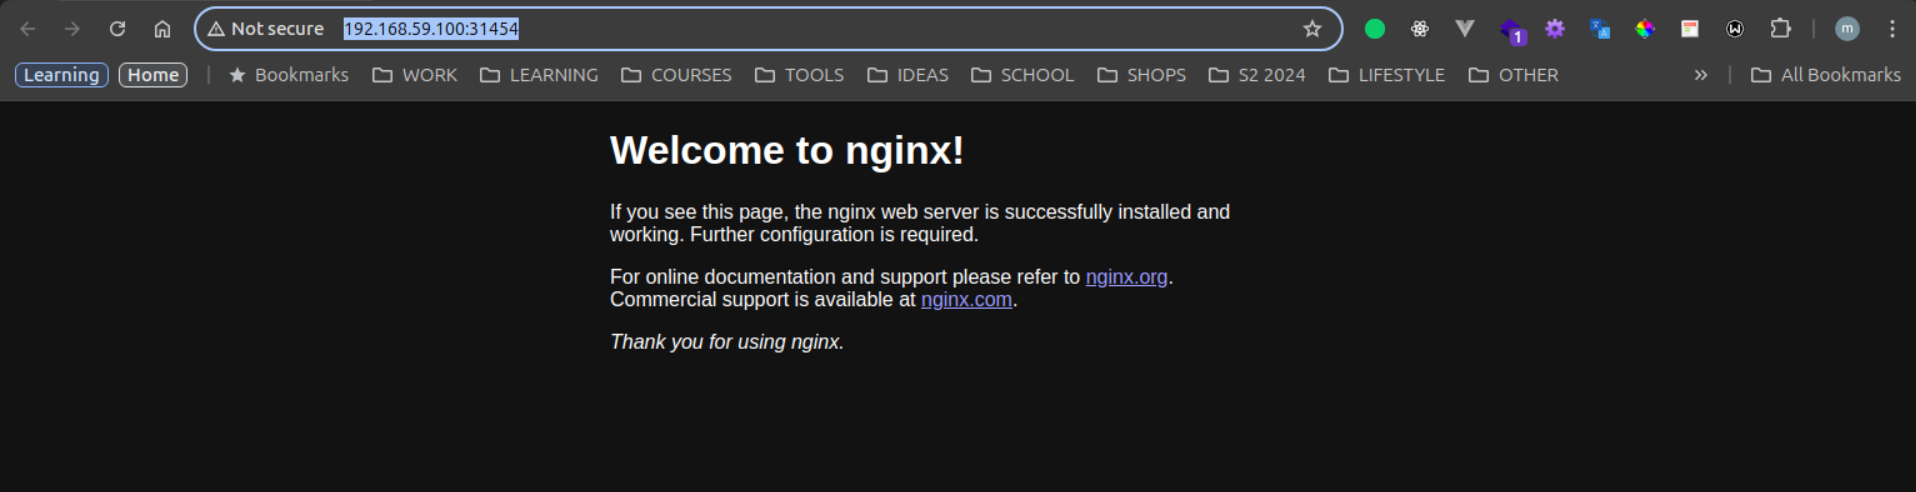 Not secure 192.168.59.100:31454
1
m
Learning Home Bookmarks WORK LEARNING COURSES TOOLS IDEAS SCHOOL SHOPS S2 2024 LIFESTYLE OTHER » All Bookmarks
Welcome to nginx!
If you see this page, the nginx web server is successfully installed and
working. Further configuration is required.
For online documentation and support please refer to nginx.org.
Commercial support is available at nginx.com.
Thank you for using nginx.